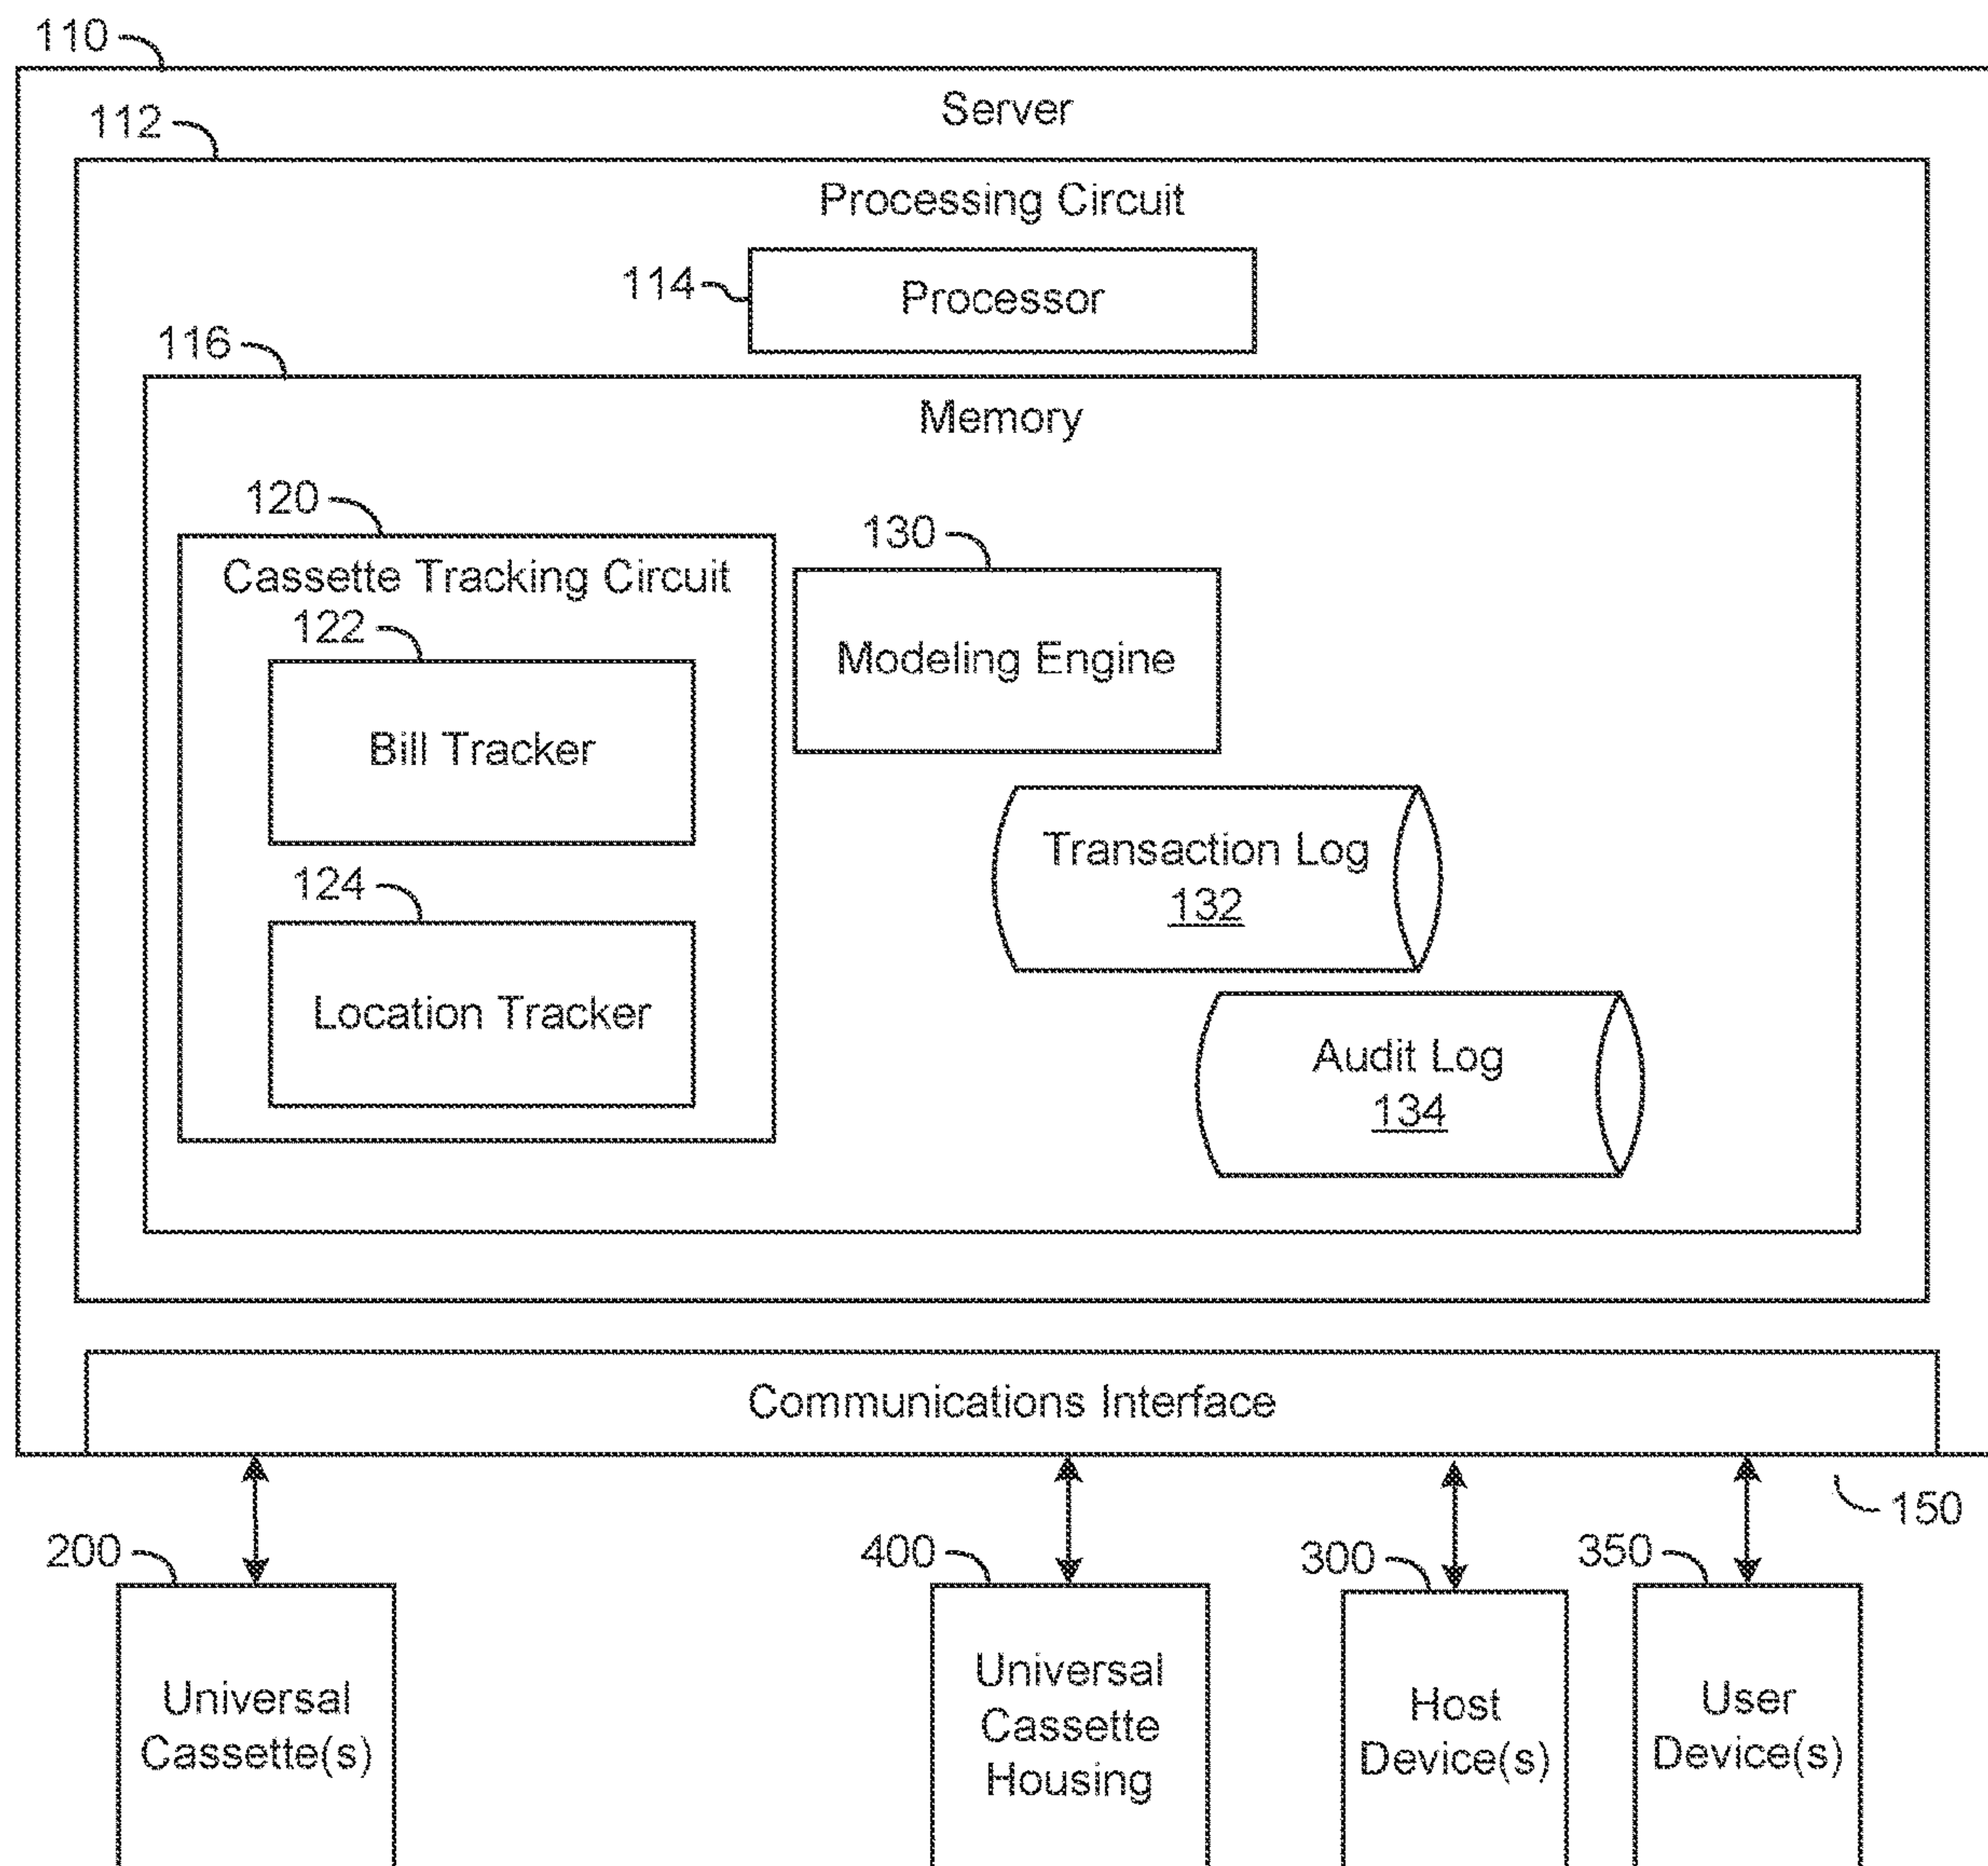 110
Server
112
Processing Circuit
114
Processor
116
Memory
120
Cassette Tracking Circuit
130
122
Modeling Engine
Bill Tracker
Transaction Log
132
124
Location Tracker
Audit Log
134
Communications Interface
150
200
400
300
350
Universal
Cassette(s)
Universal
Cassette
Housing
Host
Device(s)
User
Device(s)